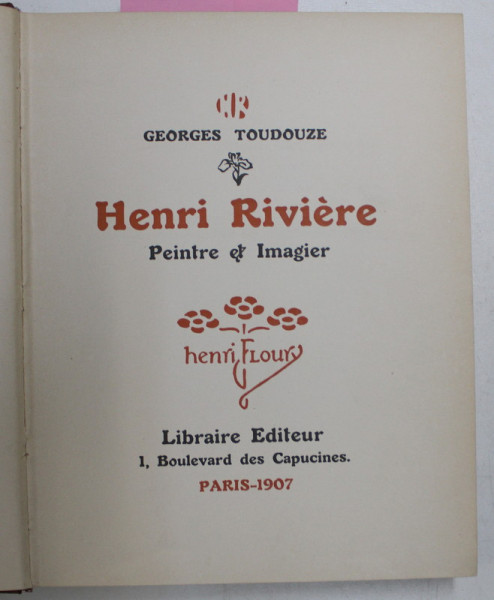 GEORGES TOUDOUZE
Henri Rivière
Peintre & Imagier
henri FLoury
Libraire Editeur
1, Boulevard des Capucines.
PARIS-1907